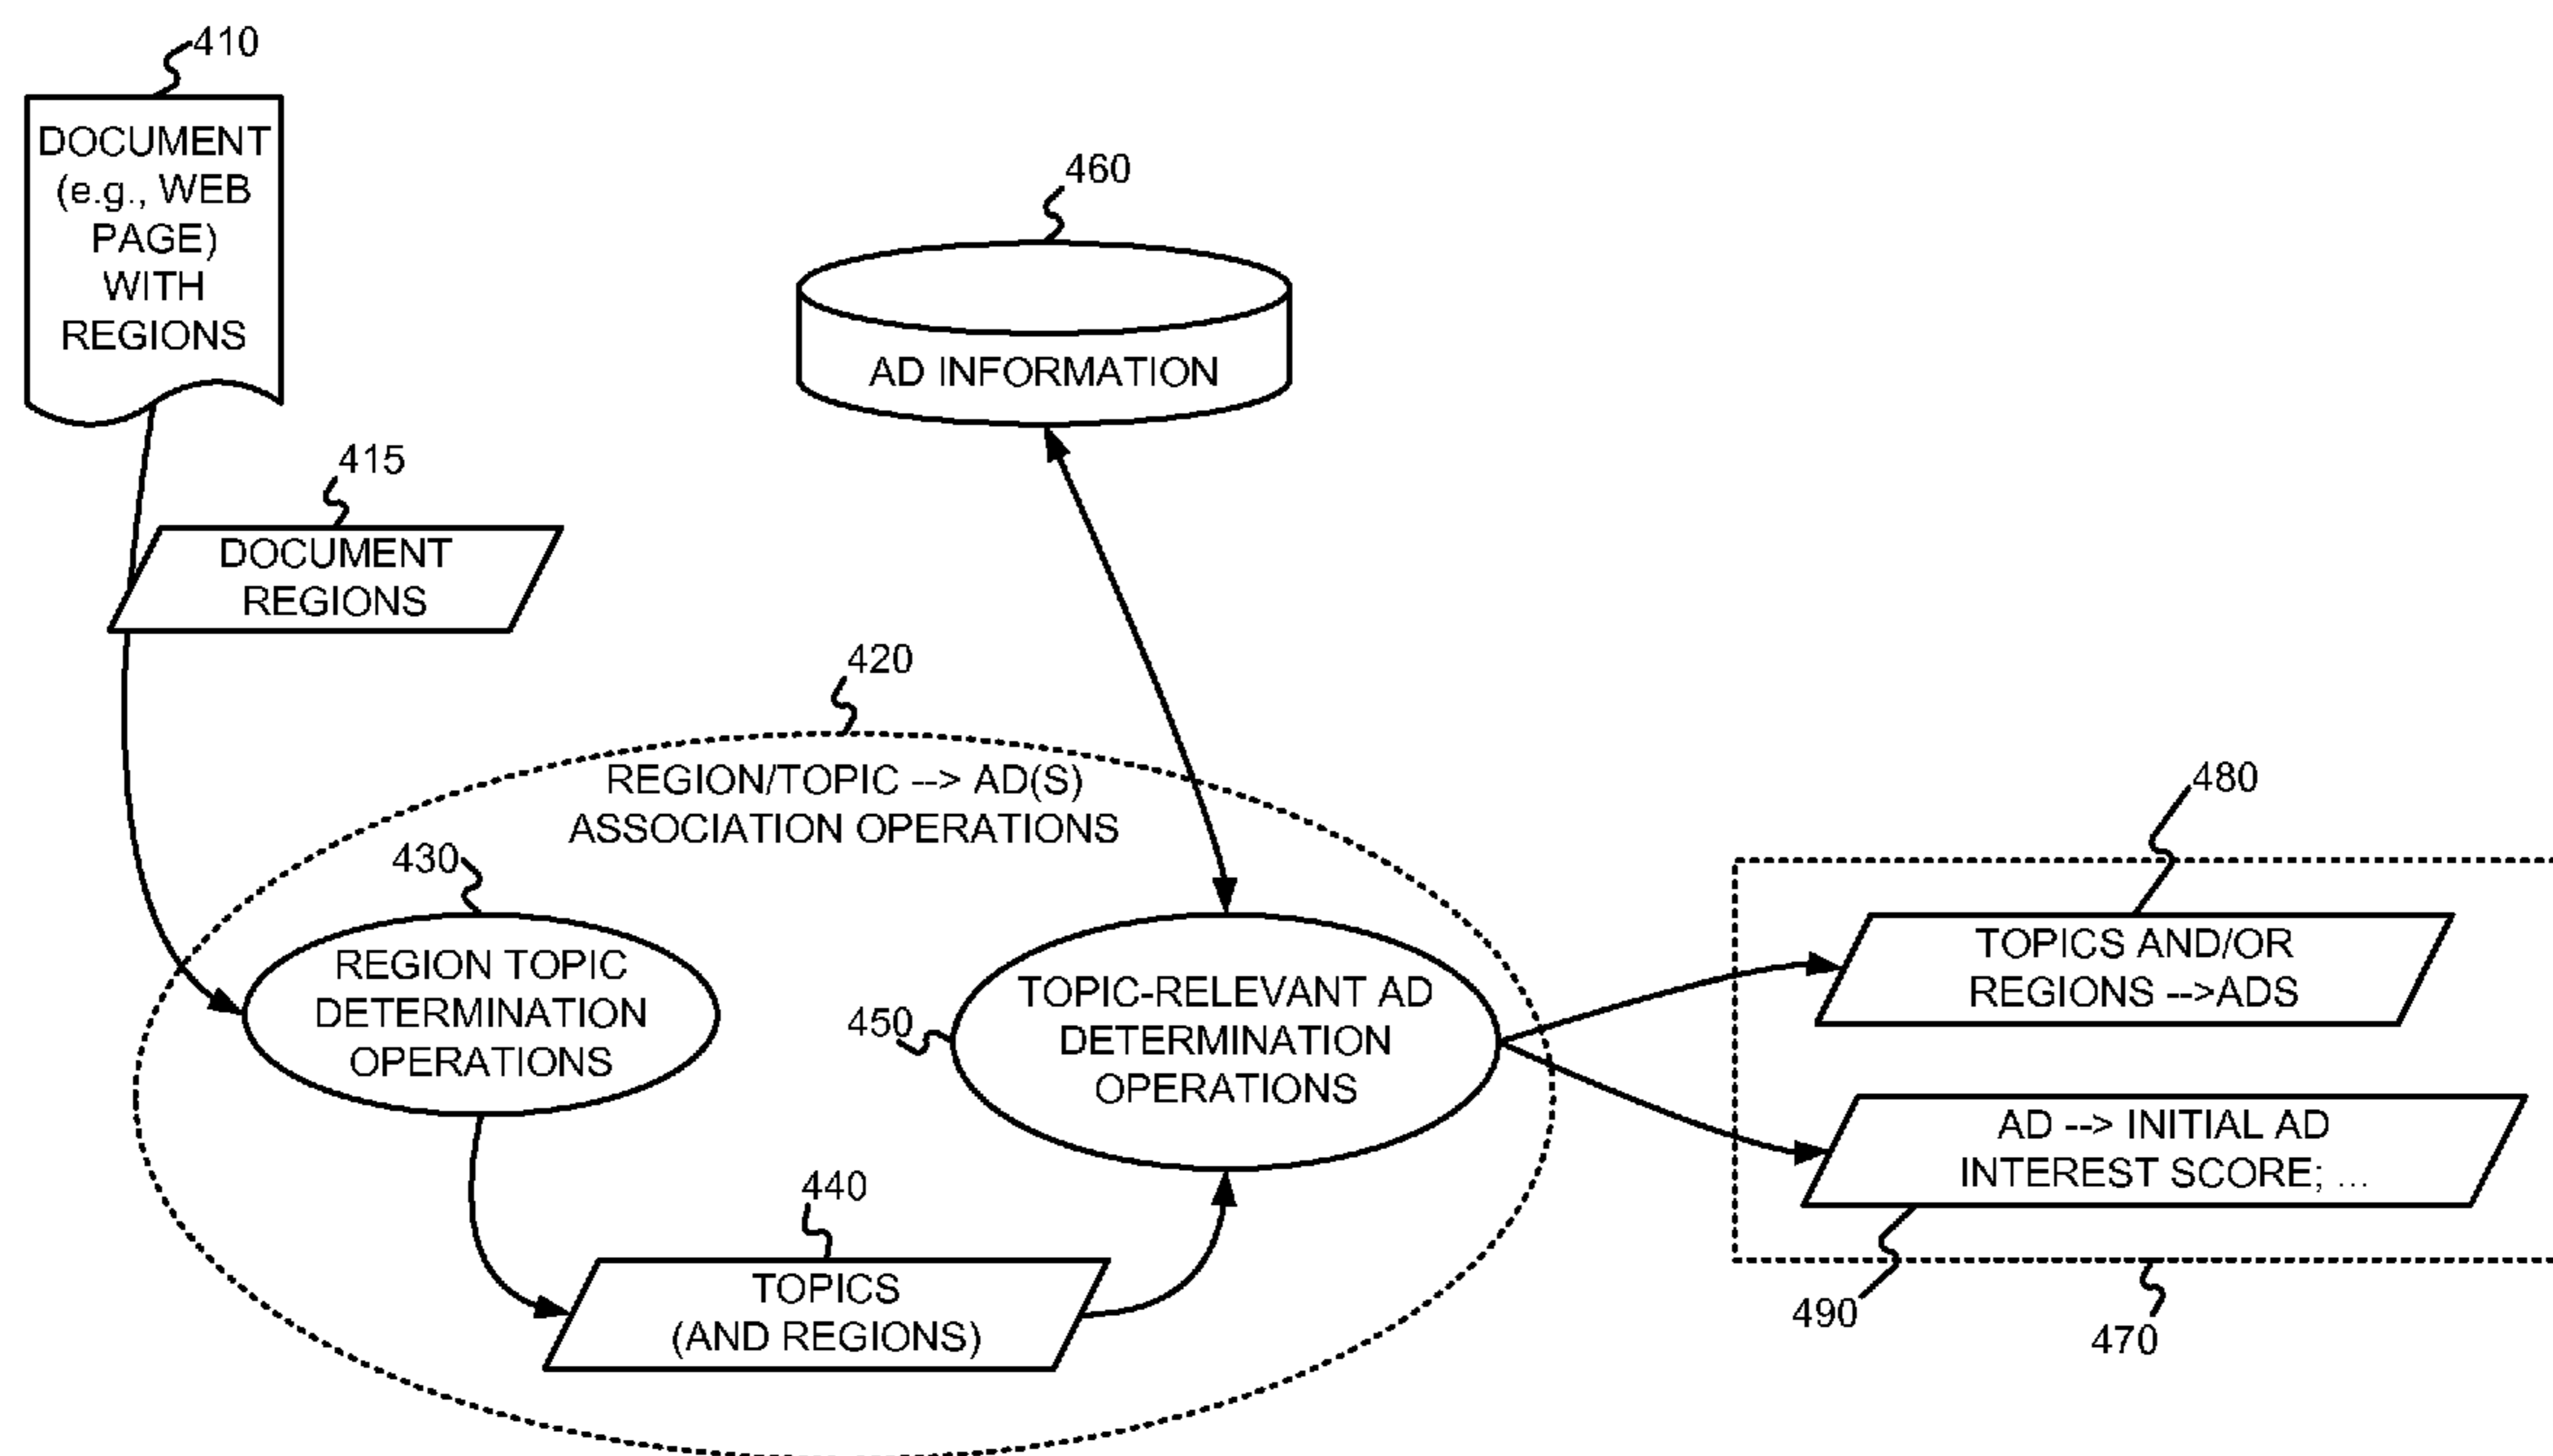 410
DOCUMENT
(e.g., WEB
PAGE)
WITH
REGIONS
460
AD INFORMATION
415
DOCUMENT
REGIONS
420
REGION/TOPIC --> AD(S)
ASSOCIATION OPERATIONS
430
REGION TOPIC
DETERMINATION
OPERATIONS
450
TOPIC-RELEVANT AD
DETERMINATION
OPERATIONS
440
TOPICS
(AND REGIONS)
480
TOPICS AND/OR
REGIONS -->ADS
AD --> INITIAL AD
INTEREST SCORE; ...
490
470